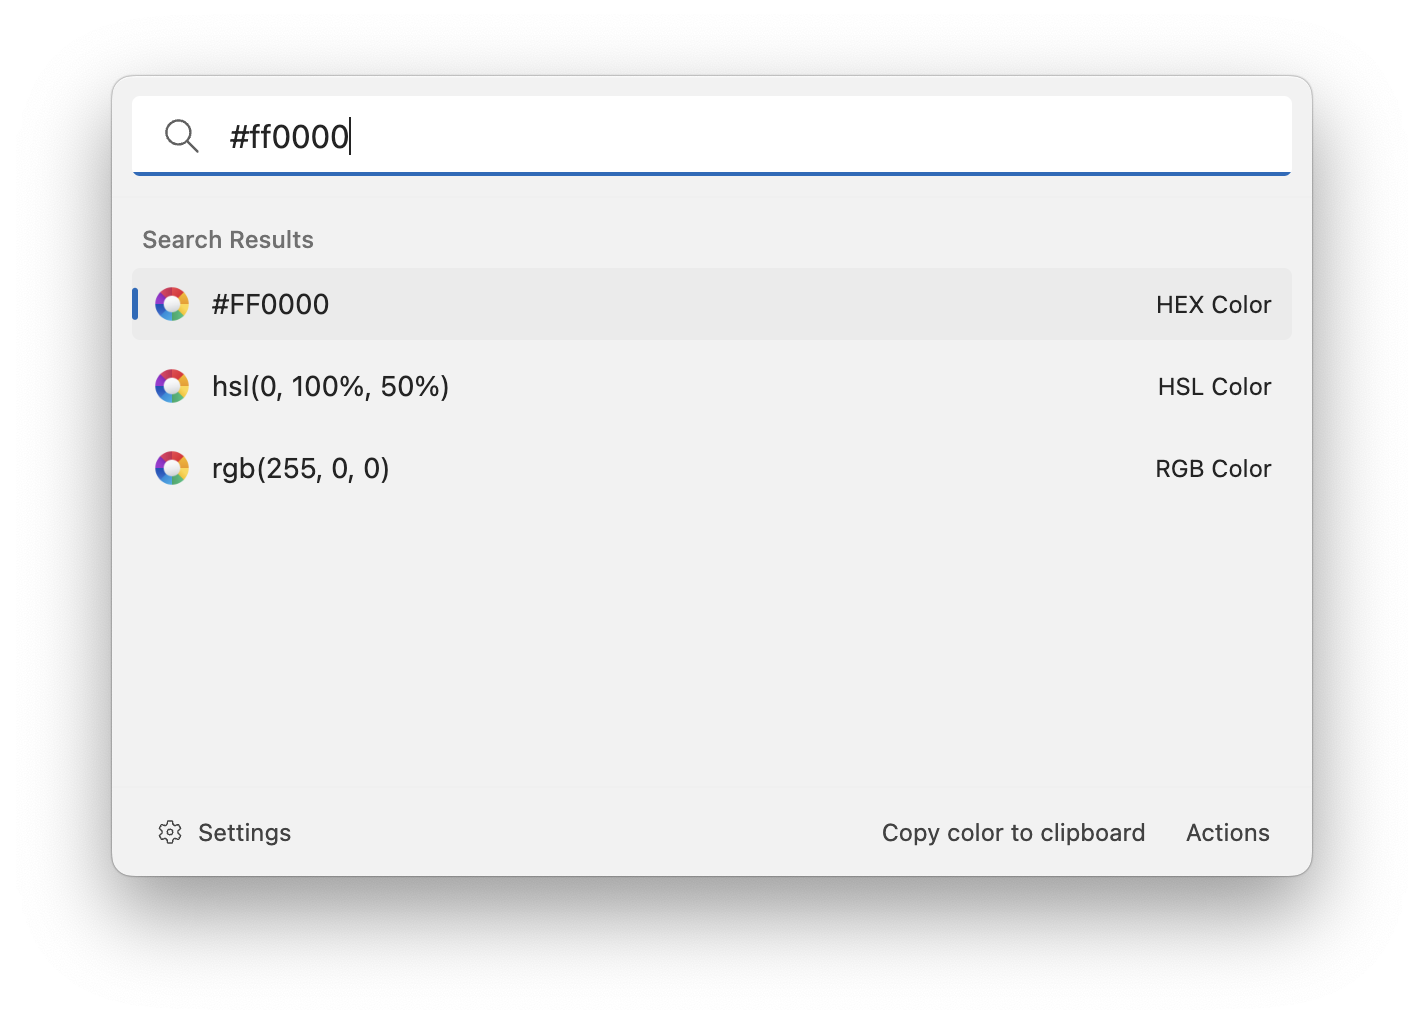 #ff0000
Search Results
#FF0000 HEX Color
hsl(0, 100%, 50%) HSL Color
rgb(255, 0, 0) RGB Color
Settings Copy color to clipboard Actions